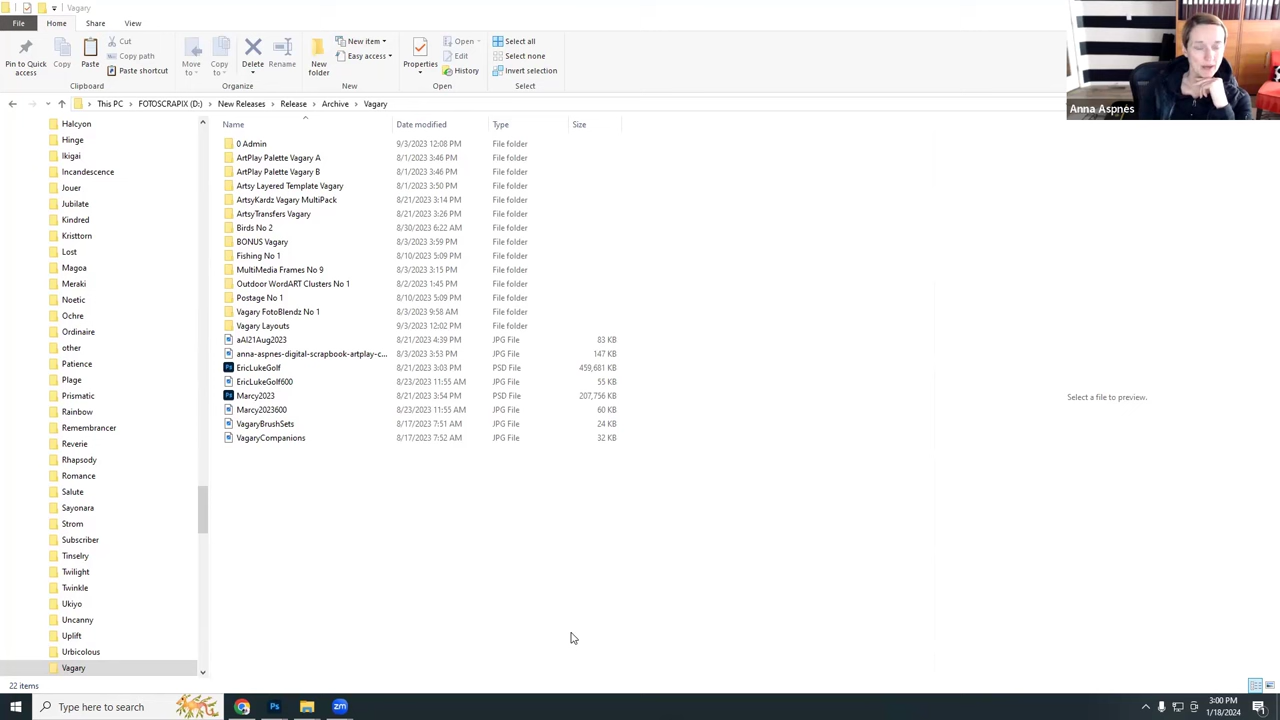 Vagary
File Home Share View
Pin to Quick access
Copy
Paste
Cut
Copy path
Paste shortcut
Clipboard
Move to
Copy to
Delete
Rename
Organize
New folder
New item
Easy access
New
Properties
Open
Edit
History
Open
Select all
Select none
Invert selection
Select
Anna Aspnes
This PC FOTOSCRAPIX (D:) New Releases Release Archive Vagary
Halcyon
Hinge
Ikigai
Incandescence
Jouer
Jubilate
Kindred
Kristtorn
Lost
Magoa
Meraki
Noetic
Ochre
Ordinaire
other
Patience
Plage
Prismatic
Rainbow
Remembrancer
Reverie
Rhapsody
Romance
Salute
Sayonara
Strom
Subscriber
Tinselry
Twilight
Twinkle
Ukiyo
Uncanny
Uplift
Urbicolous
Vagary
Name Date modified Type Size
0 Admin 9/3/2023 12:08 PM File folder
ArtPlay Palette Vagary A 8/1/2023 3:46 PM File folder
ArtPlay Palette Vagary B 8/1/2023 3:46 PM File folder
Artsy Layered Template Vagary 8/1/2023 3:50 PM File folder
ArtsyKardz Vagary MultiPack 8/21/2023 3:14 PM File folder
ArtsyTransfers Vagary 8/21/2023 3:26 PM File folder
Birds No 2 8/30/2023 6:22 AM File folder
BONUS Vagary 8/3/2023 3:59 PM File folder
Fishing No 1 8/10/2023 5:09 PM File folder
MultiMedia Frames No 9 8/3/2023 3:15 PM File folder
Outdoor WordART Clusters No 1 8/2/2023 1:45 PM File folder
Postage No 1 8/10/2023 5:09 PM File folder
Vagary FotoBlendz No 1 8/3/2023 9:58 AM File folder
Vagary Layouts 9/3/2023 12:02 PM File folder
aAI21Aug2023 8/21/2023 4:39 PM JPG File 83 KB
anna-aspnes-digital-scrapbook-artplay-c... 8/3/2023 3:53 PM JPG File 147 KB
EricLukeGolf 8/21/2023 3:03 PM PSD File 459,681 KB
EricLukeGolf600 8/23/2023 11:55 AM JPG File 55 KB
Marcy2023 8/21/2023 3:54 PM PSD File 207,756 KB
Marcy2023600 8/23/2023 11:55 AM JPG File 60 KB
VagaryBrushSets 8/17/2023 7:51 AM JPG File 24 KB
VagaryCompanions 8/17/2023 7:52 AM JPG File 32 KB
Select a file to preview.
22 items
Type here to search
Ps
zm
3:00 PM
1/18/2024
1